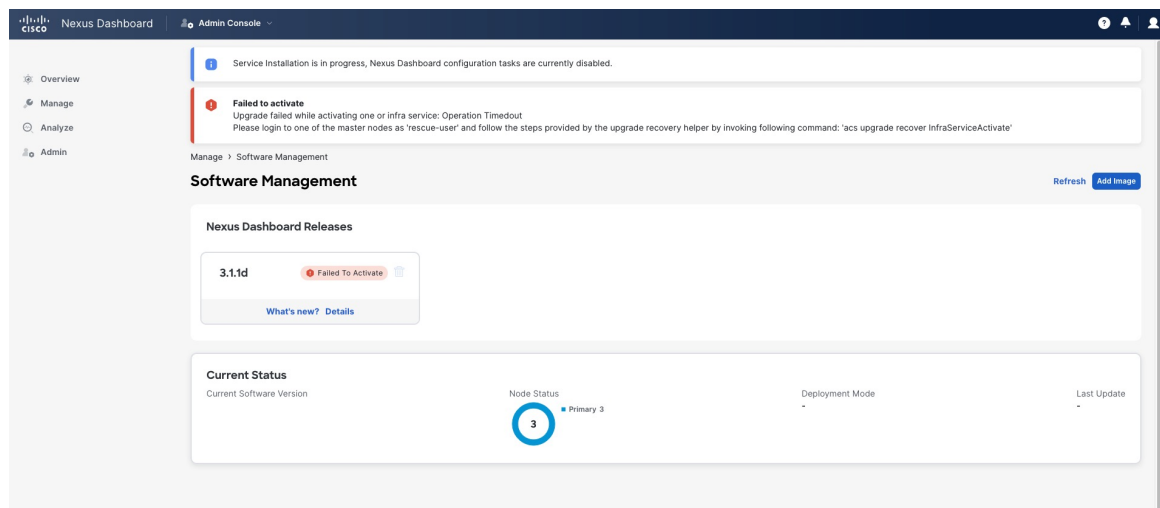 CISCO Nexus Dashboard Admin Console
Service Installation is in progress, Nexus Dashboard configuration tasks are currently disabled.
Overview
Manage
Analyze
Admin
Failed to activate
Upgrade failed while activating one or infra service: Operation Timedout
Please login to one of the master nodes as 'rescue-user' and follow the steps provided by the upgrade recovery helper by invoking following command: 'acs upgrade recover InfraServiceActivate'
Manage › Software Management
Software Management
Refresh Add Image
Nexus Dashboard Releases
3.1.1d Failed To Activate
What's new? Details
Current Status
Current Software Version
Node Status
3
Primary 3
Deployment Mode
-
Last Update
-